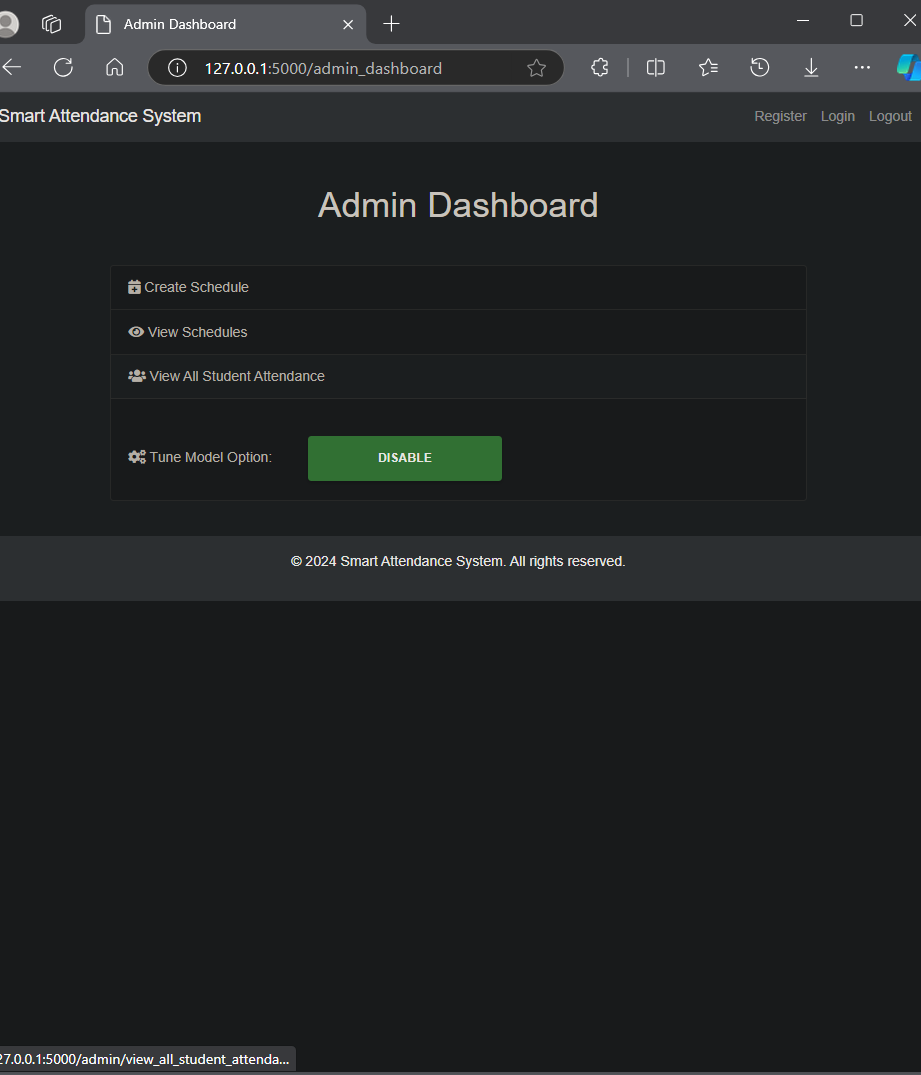 Admin Dashboard
127.0.0.1:5000/admin_dashboard
Smart Attendance System
Register Login Logout
Admin Dashboard
Create Schedule
View Schedules
View All Student Attendance
Tune Model Option:
DISABLE
© 2024 Smart Attendance System. All rights reserved.
27.0.0.1:5000/admin/view_all_student_attenda...